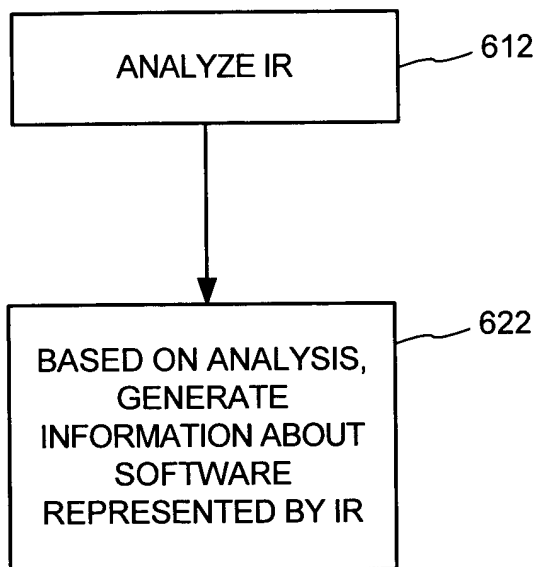 ANALYZE IR
612
622
BASED ON ANALYSIS,
GENERATE
INFORMATION ABOUT
SOFTWARE
REPRESENTED BY IR